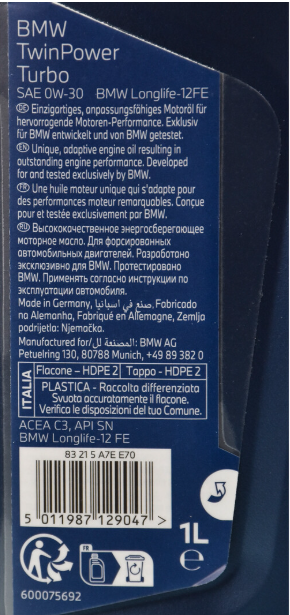 BMW
TwinPower
Turbo
SAE 0W-30 BMW Longlife-12FE
DE Einzigartiges, anpassungsfähiges Motoröl für
hervorragende Motoren-Performance. Exklusiv
für BMW entwickelt und von BMW getestet.
EN Unique, adaptive engine oil resulting in
outstanding engine performance. Developed
for and tested exclusively by BMW.
FR Une huile moteur unique qui s'adapte pour
des performances moteur remarquables. Conçue
pour et testée exclusivement par BMW.
RU Высококачественное энергосберегающее
моторное масло. Для форсированных
автомобильных двигателей. Разработано
эксклюзивно для BMW. Протестировано
BMW. Применять согласно инструкции по
эксплуатации автомобиля.
Made in Germany, صنع في اسبانيا, Fabricado
na Alemanha, Fabriqué en Allemagne, Zemlja
podrijetla: Njemačka.
Manufactured for/المصنعة لل: BMW AG
Petuelring 130, 80788 Munich, +49 89 382 0
ITALIA
Flacone – HDPE 2 Tappo - HDPE 2
PLASTICA - Raccolta differenziata
Svuota accuratamente il flacone.
Verifica le disposizioni del tuo Comune.
ACEA C3, API SN
BMW Longlife-12 FE
83 21 5 A7E E70
5 011987 129047 >
1L
e
FR
600075692